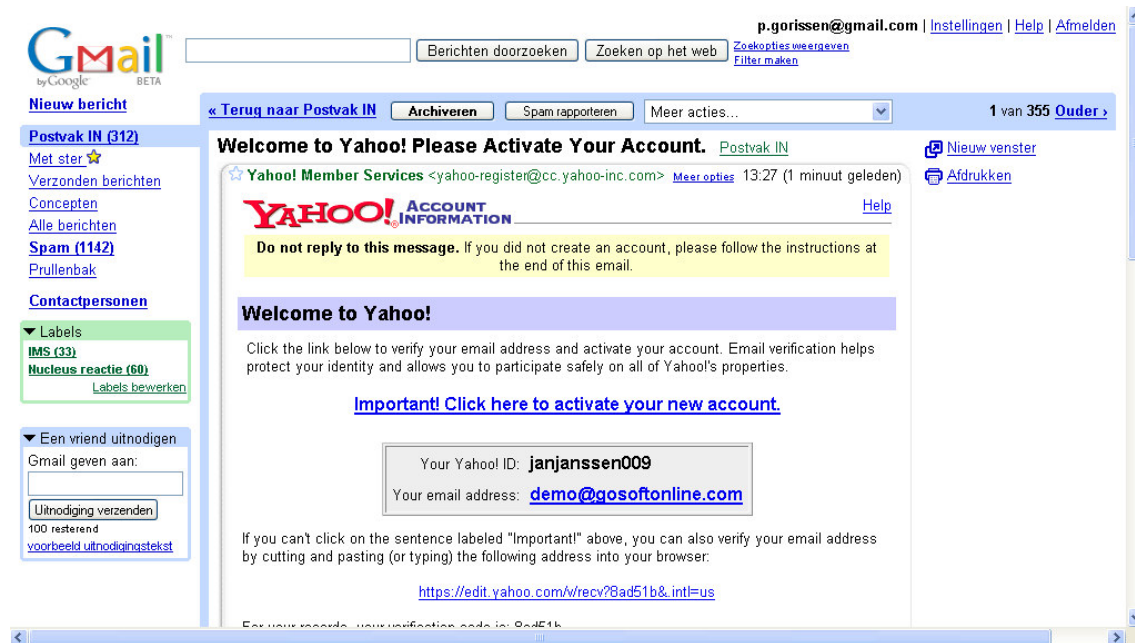 p.gorissen@gmail.com | Instellingen | Help | Afmelden
Gmail
by Google BETA
Berichten doorzoeken Zoeken op het web Zoekopties weergeven
Filter maken
Nieuw bericht
Postvak IN (312)
Met ster
Verzonden berichten
Concepten
Alle berichten
Spam (1142)
Prullenbak
Contactpersonen
Labels
IMS (33)
Nucleus reactie (60)
Labels bewerken
Een vriend uitnodigen
Gmail geven aan:
Uitnodiging verzenden
100 resterend
voorbeeld uitnodigingstekst
« Terug naar Postvak IN Archiveren Spam rapporteren Meer acties... 1 van 355 Ouder ›
Welcome to Yahoo! Please Activate Your Account. Postvak IN
Yahoo! Member Services <yahoo-register@cc.yahoo-inc.com> Meer opties 13:27 (1 minuut geleden)
YAHOO! ACCOUNT
INFORMATION
Help
Do not reply to this message. If you did not create an account, please follow the instructions at
the end of this email.
Welcome to Yahoo!
Click the link below to verify your email address and activate your account. Email verification helps
protect your identity and allows you to participate safely on all of Yahoo!'s properties.
Important! Click here to activate your new account.
Your Yahoo! ID: janjanssen009
Your email address: demo@gosoftonline.com
If you can't click on the sentence labeled "Important!" above, you can also verify your email address
by cutting and pasting (or typing) the following address into your browser:
https://edit.yahoo.com/w/recv?8ad51b&.intl=us
For your records, your verification code is: 8ad51b
Nieuw venster
Afdrukken